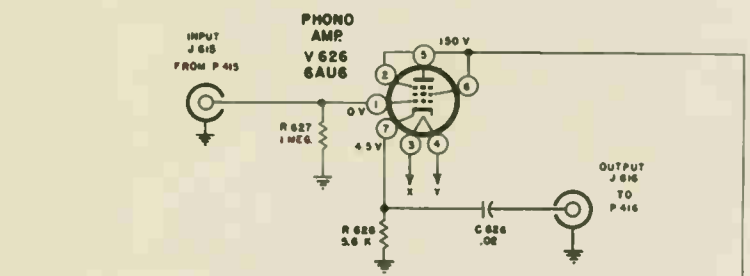 PHONO
AMP.
V 626
6AU6
INPUT
J 615
FROM P 415
150 V
5
2
6
1
0 V
7
R 627
1 MEG.
4.5 V
3
4
X
Y
OUTPUT
J 616
TO
P 416
R 628
5.6 K
C 626
.02